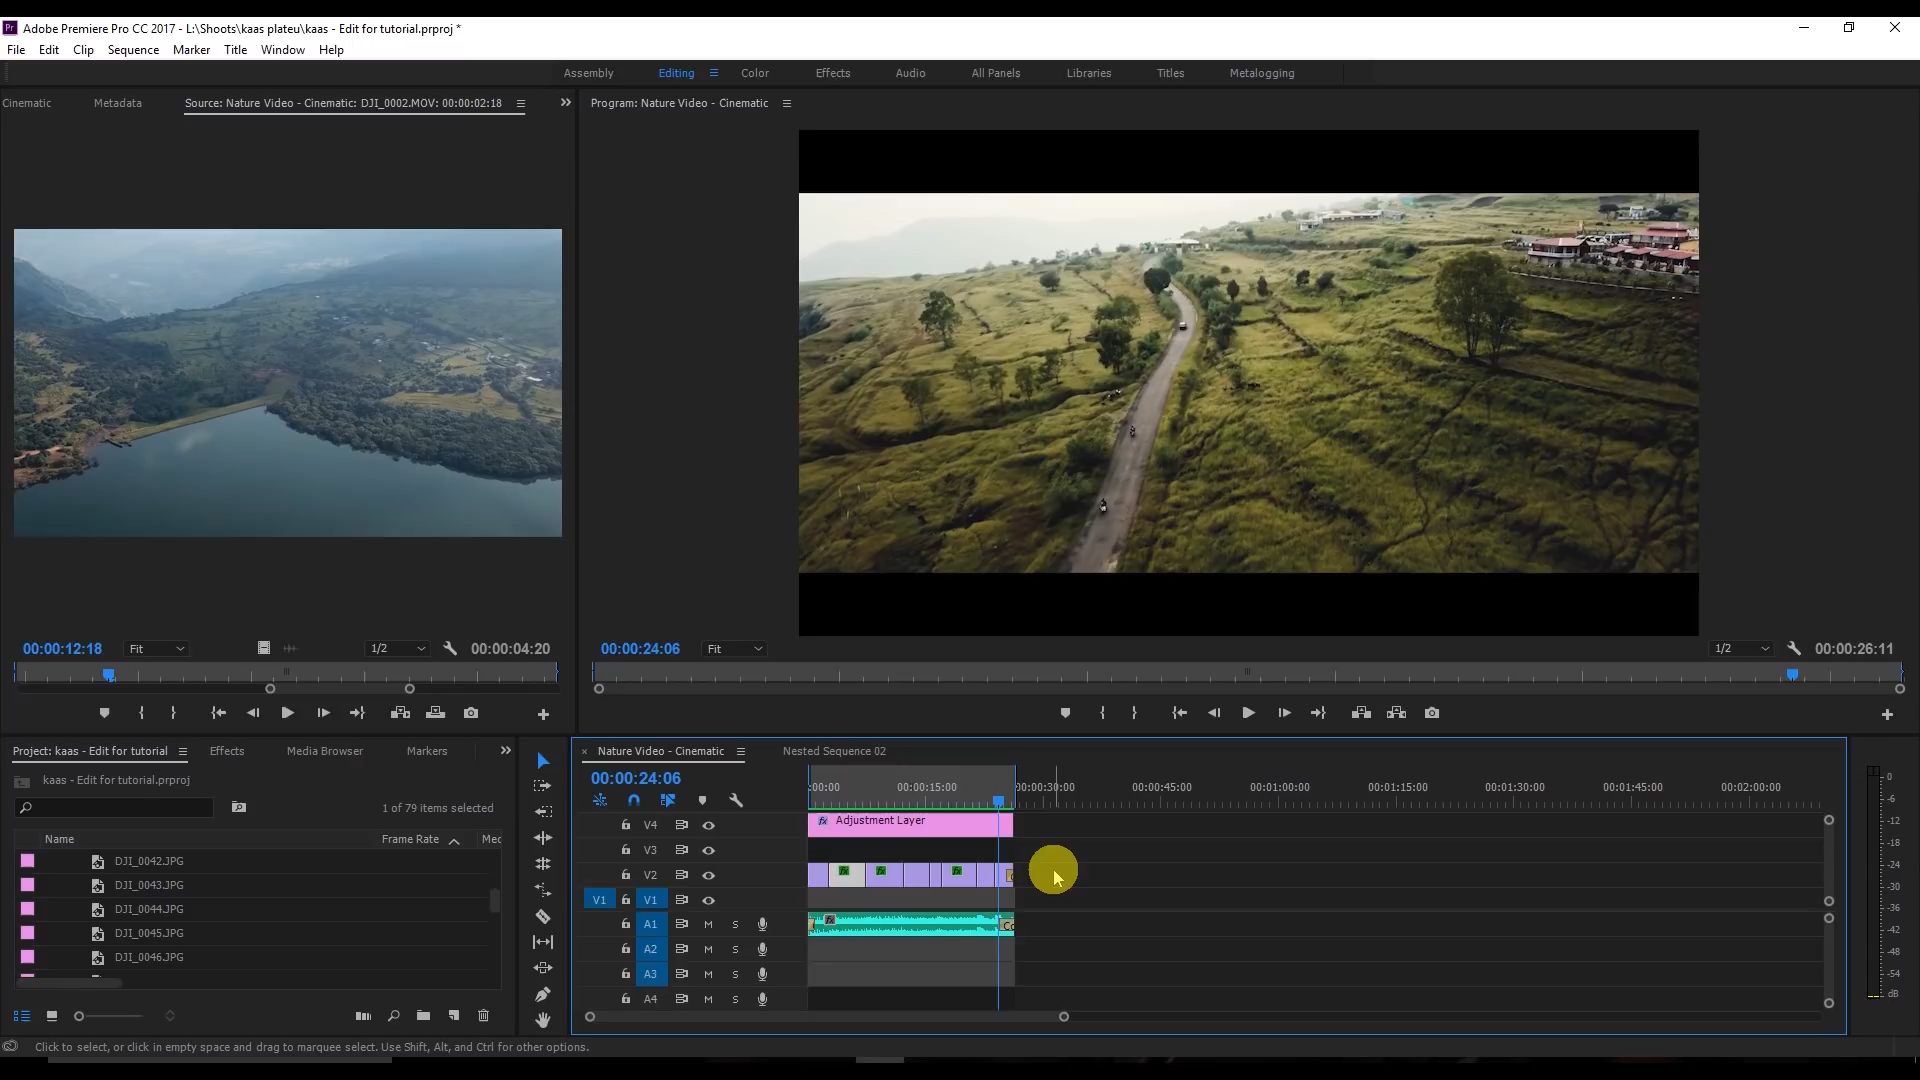 Pr Adobe Premiere Pro CC 2017 - L:\Shoots\kaas plateu\kaas - Edit for tutorial.prproj *
File Edit Clip Sequence Marker Title Window Help
Assembly Editing Color Effects Audio All Panels Libraries Titles Metalogging
Cinematic Metadata Source: Nature Video - Cinematic: DJI_0002.MOV: 00:00:02:18
Program: Nature Video - Cinematic
00:00:12:18 Fit 1/2 00:00:04:20
00:00:24:06 Fit 1/2 00:00:26:11
Project: kaas - Edit for tutorial Effects Media Browser Markers
kaas - Edit for tutorial.prproj
1 of 79 items selected
Name Frame Rate Mec
DJI_0042.JPG
DJI_0043.JPG
DJI_0044.JPG
DJI_0045.JPG
DJI_0046.JPG
× Nature Video - Cinematic Nested Sequence 02
00:00:24:06
:00:00 00:00:15:00 00:00:30:00 00:00:45:00 00:01:00:00 00:01:15:00 00:01:30:00 00:01:45:00 00:02:00:00
V4 fx Adjustment Layer
V3
V2 fx fx fx
V1 V1
A1 M S fx Co
A2 M S
A3 M S
A4 M S
0
-6
-12
-18
-24
-30
-36
-42
-48
-54
dB
Click to select, or click in empty space and drag to marquee select. Use Shift, Alt, and Ctrl for other options.